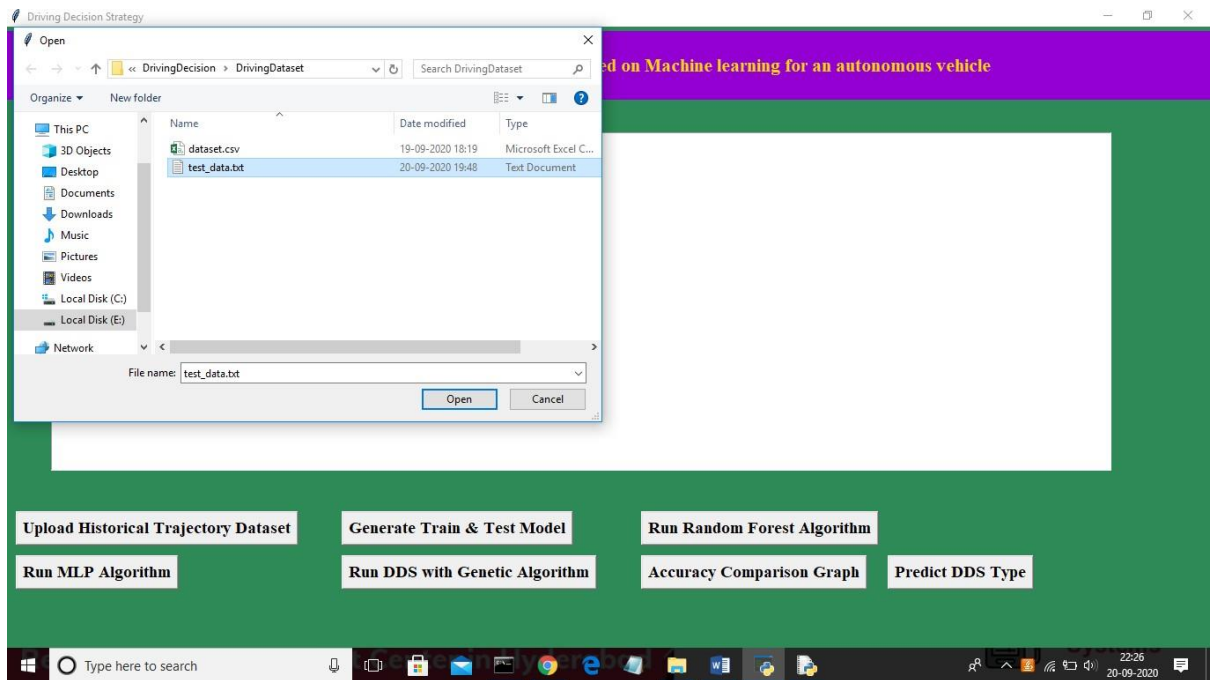 Driving Decision Strategy
Open
ed on Machine learning for an autonomous vehicle
« DrivingDecision > DrivingDataset
Search DrivingDataset
Organize
New folder
Name Date modified Type
This PC
3D Objects
Desktop
Documents
Downloads
Music
Pictures
Videos
Local Disk (C:)
Local Disk (E:)
Network
dataset.csv 19-09-2020 18:19 Microsoft Excel C...
test_data.txt 20-09-2020 19:48 Text Document
File name: test_data.txt
Open Cancel
Upload Historical Trajectory Dataset Generate Train & Test Model Run Random Forest Algorithm
Run MLP Algorithm Run DDS with Genetic Algorithm Accuracy Comparison Graph Predict DDS Type
Type here to search
22:26
20-09-2020